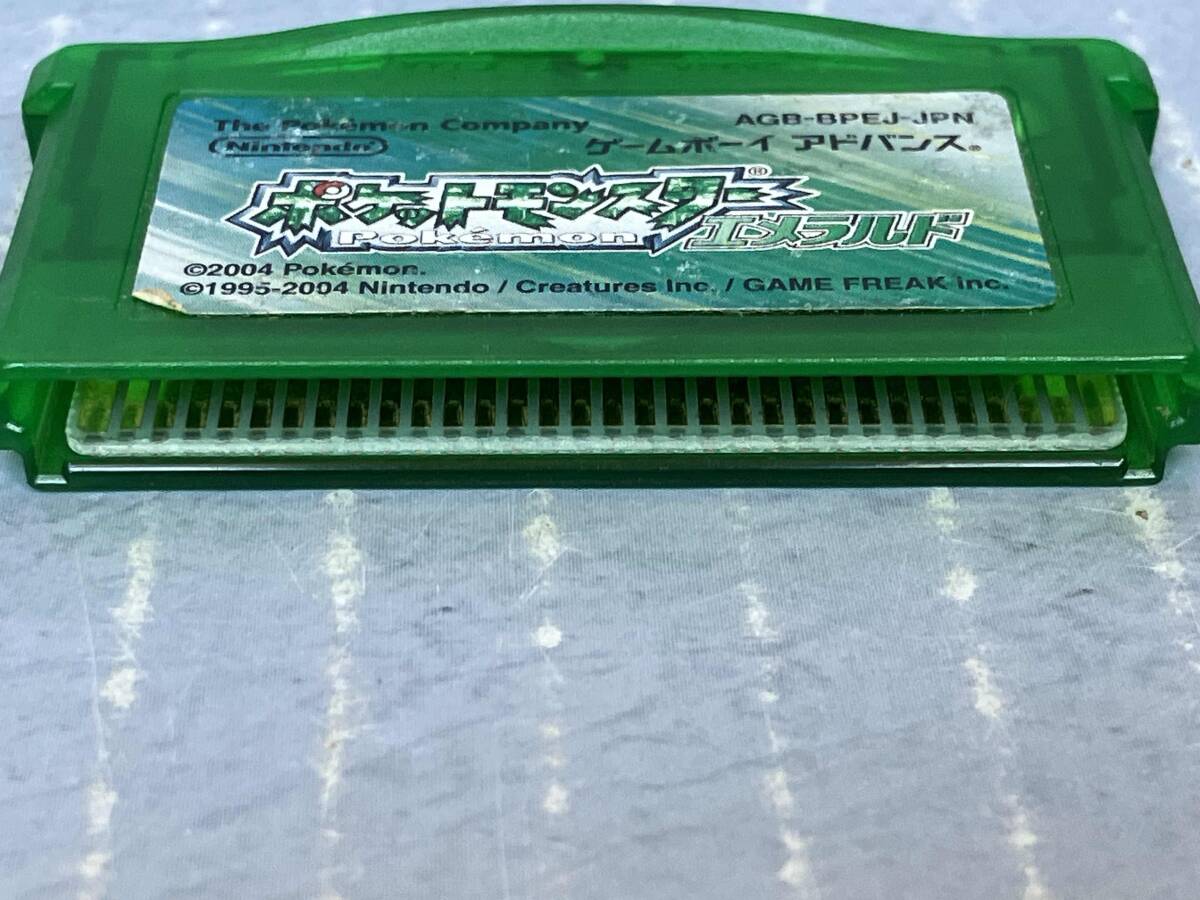 The Pokémon Company
AGB-BPEJ-JPN
Nintendo®
ゲームボーイ アドバンス®
ポケットモンスター®
Pokémon
エメラルド
©2004 Pokémon.
©1995-2004 Nintendo / Creatures Inc. / GAME FREAK inc.